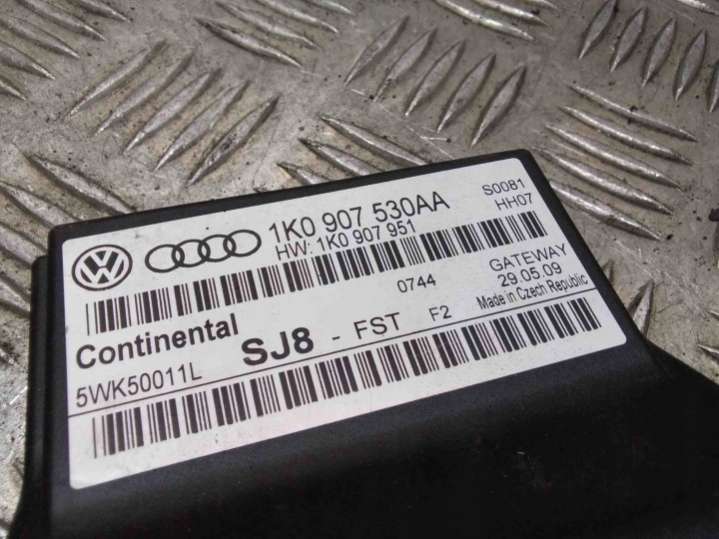 1K0 907 530AA
S0081
HW: 1K0 907 951
HH07
0744
GATEWAY
29.05.09
Continental
SJ8 - FST F2
Made in Czech Republic
5WK50011L